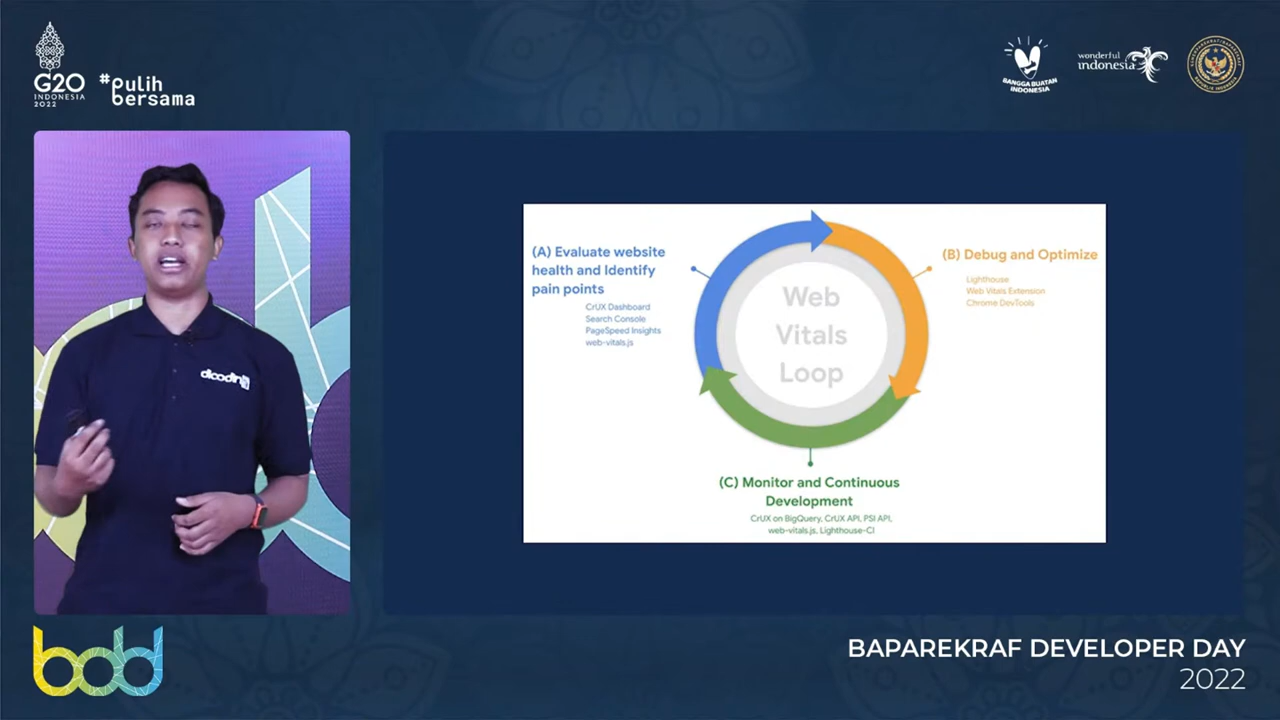 G20
INDONESIA
2022
#pulih
bersama
BANGGA BUATAN
INDONESIA
wonderful
indonesia
dicoding
(A) Evaluate website
health and Identify
pain points
CrUX Dashboard
Search Console
PageSpeed Insights
web-vitals.js
Web
Vitals
Loop
(B) Debug and Optimize
Lighthouse
Web Vitals Extension
Chrome DevTools
(C) Monitor and Continuous
Development
CrUX on BigQuery, CrUX API, PSI API,
web-vitals.js, Lighthouse-CI
bdd
BAPAREKRAF DEVELOPER DAY
2022